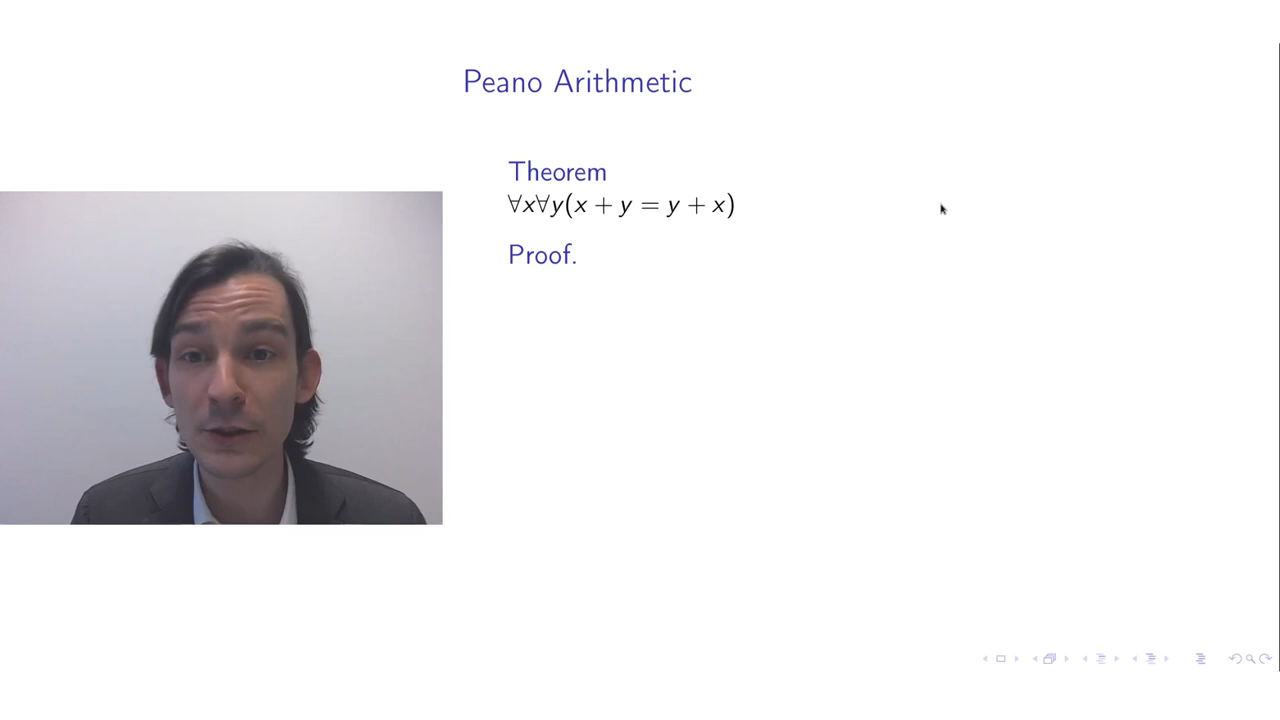 Peano Arithmetic
Theorem
∀x∀y(x + y = y + x)
Proof.